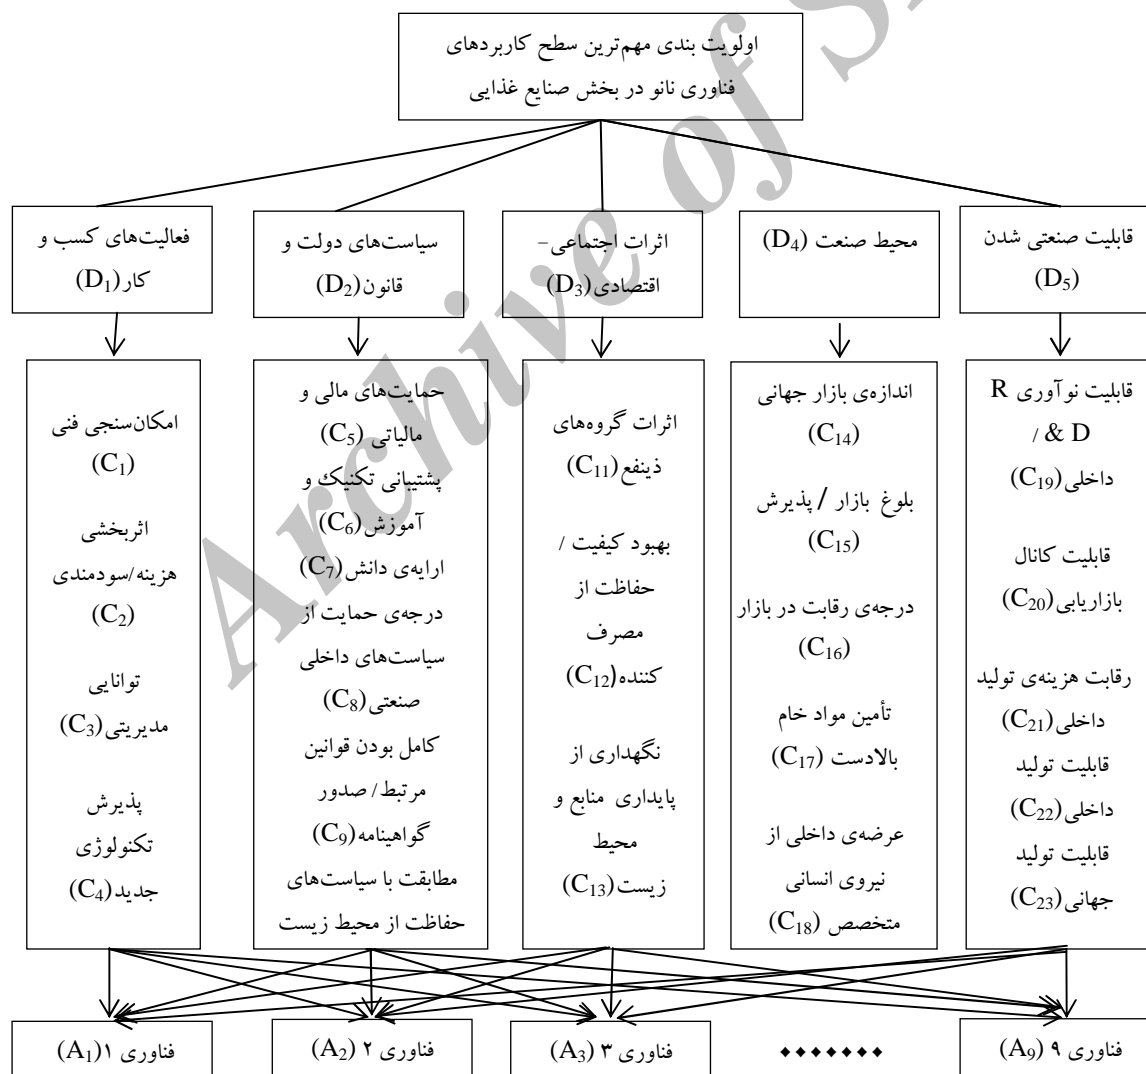 اولویت بندی مهم‌ترین سطح کاربردهای
فناوری نانو در بخش صنایع غذایی
فعالیت‌های کسب و
کار(D1)
سیاست‌های دولت و
قانون(D2)
اثرات اجتماعی-
اقتصادی(D3)
محیط صنعت (D4)
قابلیت صنعتی شدن
(D5)
امکان‌سنجی فنی
(C1)
اثربخشی
هزینه/سودمندی
(C2)
توانایی
مدیریتی(C3)
پذیرش
تکنولوژی
جدید(C4)
حمایت‌های مالی و
مالیاتی (C5)
پشتیبانی تکنیک و
آموزش(C6)
ارایه‌ی دانش(C7)
درجه‌ی حمایت از
سیاست‌های داخلی
صنعتی(C8)
کامل بودن قوانین
مرتبط/صدور
گواهینامه(C9)
مطابقت با سیاست‌های
حفاظت از محیط زیست
اثرات گروه‌های
ذینفع(C11)
بهبود کیفیت /
حفاظت از
مصرف
کننده(C12)
نگهداری از
پایداری منابع و
محیط
زیست(C13)
اندازه‌ی بازار جهانی
(C14)
بلوغ بازار / پذیرش
(C15)
درجه‌ی رقابت در بازار
(C16)
تأمین مواد خام
بالادست (C17)
عرضه‌ی داخلی از
نیروی انسانی
متخصص (C18)
قابلیت نوآوری R
/ & D
داخلی(C19)
قابلیت کانال
بازاریابی(C20)
رقابت هزینه‌ی تولید
داخلی(C21)
قابلیت تولید
داخلی(C22)
قابلیت تولید
جهانی(C23)
فناوری ۱(A1)
فناوری ۲ (A2)
فناوری ۳ (A3)
فناوری ۹ (A9)
Archive of S